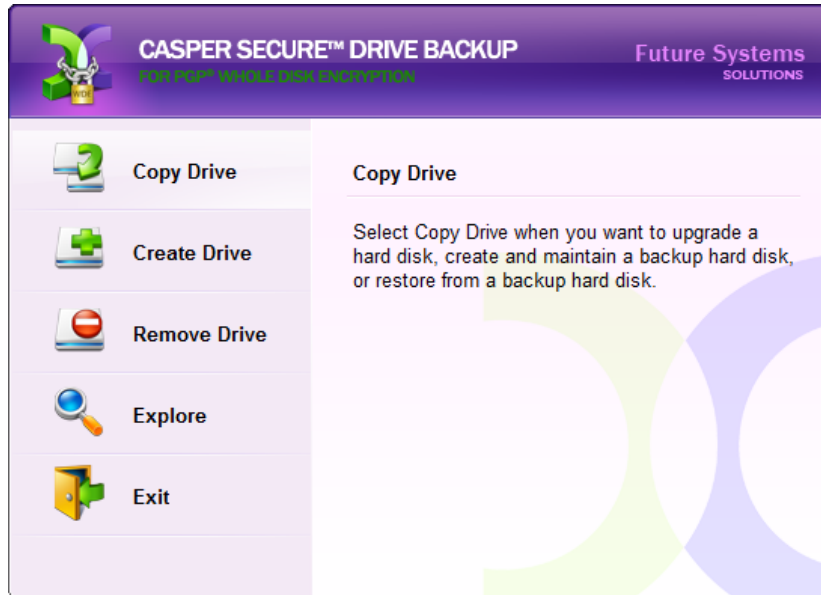 CASPER SECURE™ DRIVE BACKUP
FOR PGP® WHOLE DISK ENCRYPTION
Future Systems
SOLUTIONS
WDE
Copy Drive
Create Drive
Remove Drive
Explore
Exit
Copy Drive
Select Copy Drive when you want to upgrade a
hard disk, create and maintain a backup hard disk,
or restore from a backup hard disk.